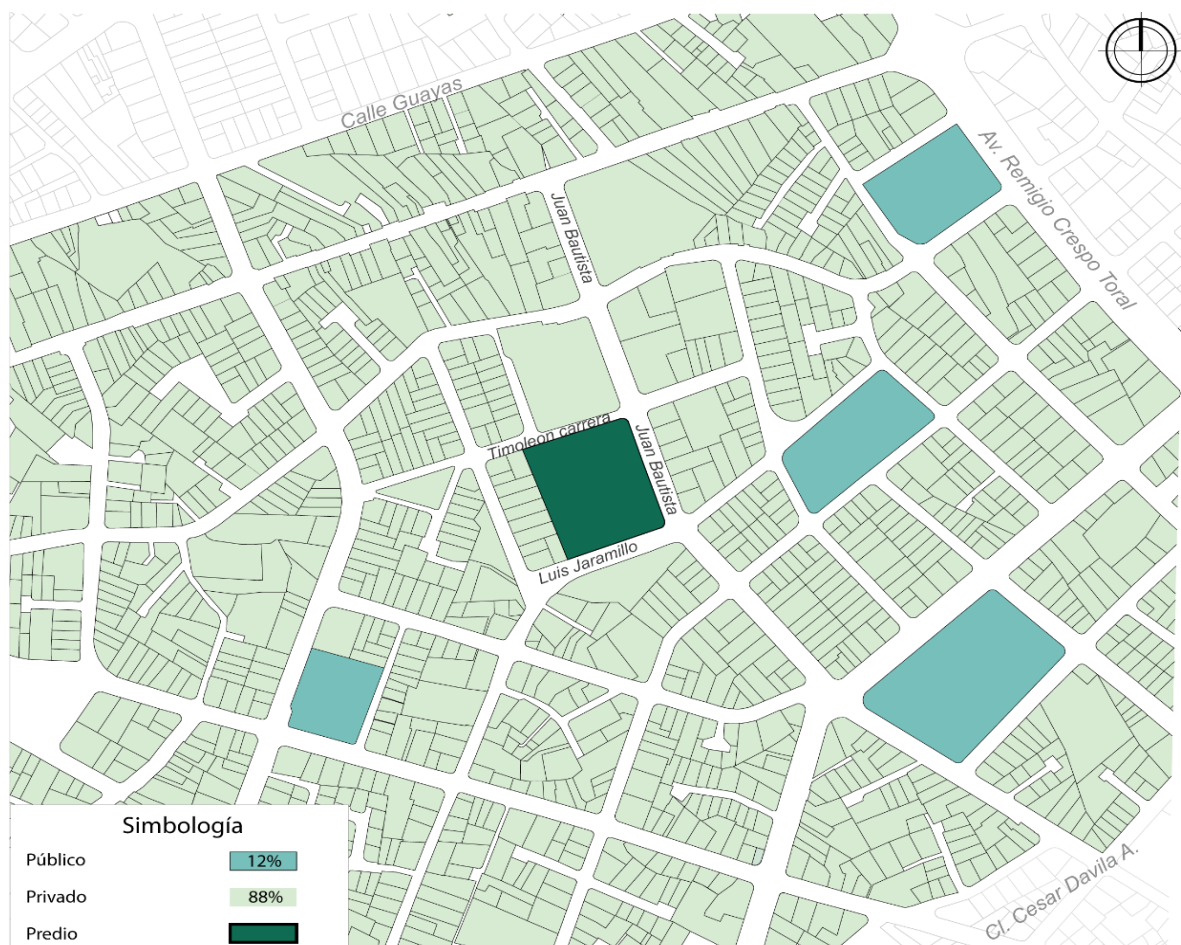 Calle Guayas
Av. Remigio Crespo Toral
Juan Bautista
Timoleon carrera
Juan Bautista
Luis Jaramillo
Cl. Cesar Davila A.
Simbología
Público 12%
Privado 88%
Predio